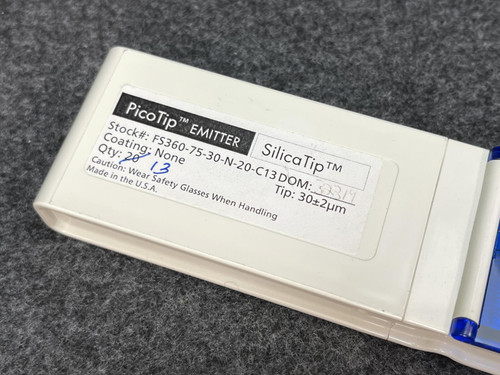 PicoTip™ EMITTER SilicaTip™
Stock#: FS360-75-30-N-20-C13 DOM:
Coating: None Tip: 30±2µm
Qty: 20 13
Caution: Wear Safety Glasses When Handling
Made in the U.S.A.